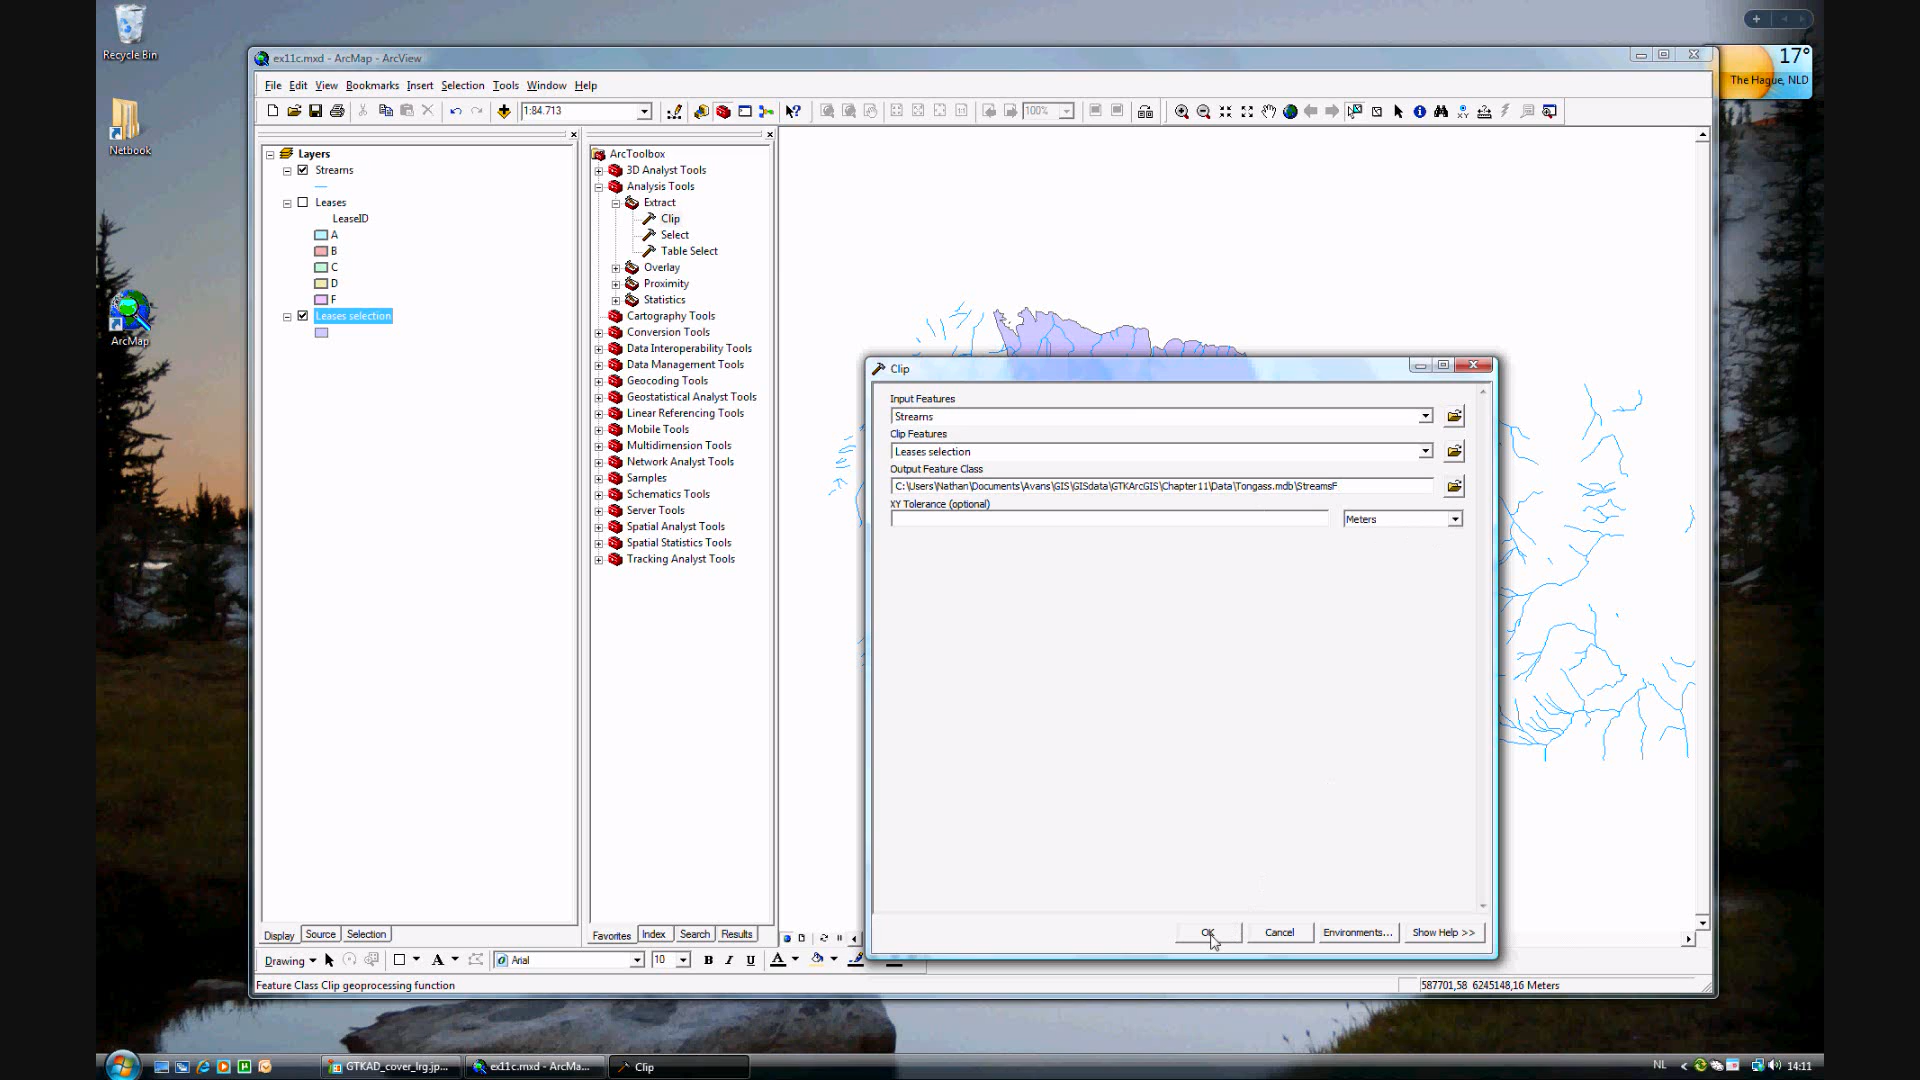 Recycle Bin
Netbook
ArcMap
17°
The Hague, NLD
ex11c.mxd - ArcMap - ArcView
File Edit View Bookmarks Insert Selection Tools Window Help
1:84.713
100%
Layers
Streams
Leases
LeaseID
A
B
C
D
F
Leases selection
Display Source Selection
ArcToolbox
3D Analyst Tools
Analysis Tools
Extract
Clip
Select
Table Select
Overlay
Proximity
Statistics
Cartography Tools
Conversion Tools
Data Interoperability Tools
Data Management Tools
Geocoding Tools
Geostatistical Analyst Tools
Linear Referencing Tools
Mobile Tools
Multidimension Tools
Network Analyst Tools
Samples
Schematics Tools
Server Tools
Spatial Analyst Tools
Spatial Statistics Tools
Tracking Analyst Tools
Favorites Index Search Results
Clip
Input Features
Streams
Clip Features
Leases selection
Output Feature Class
C:\Users\Nathan\Documents\Avans\GIS\GISdata\GTKArcGIS\Chapter11\Data\Tongass.mdb\StreamsF
XY Tolerance (optional)
Meters
OK Cancel Environments... Show Help >>
Drawing A Arial 10 B I U A
Feature Class Clip geoprocessing function
587701,58 6245148,16 Meters
GTKAD_cover_lrg.jp... ex11c.mxd - ArcMa... Clip
NL < 14:11